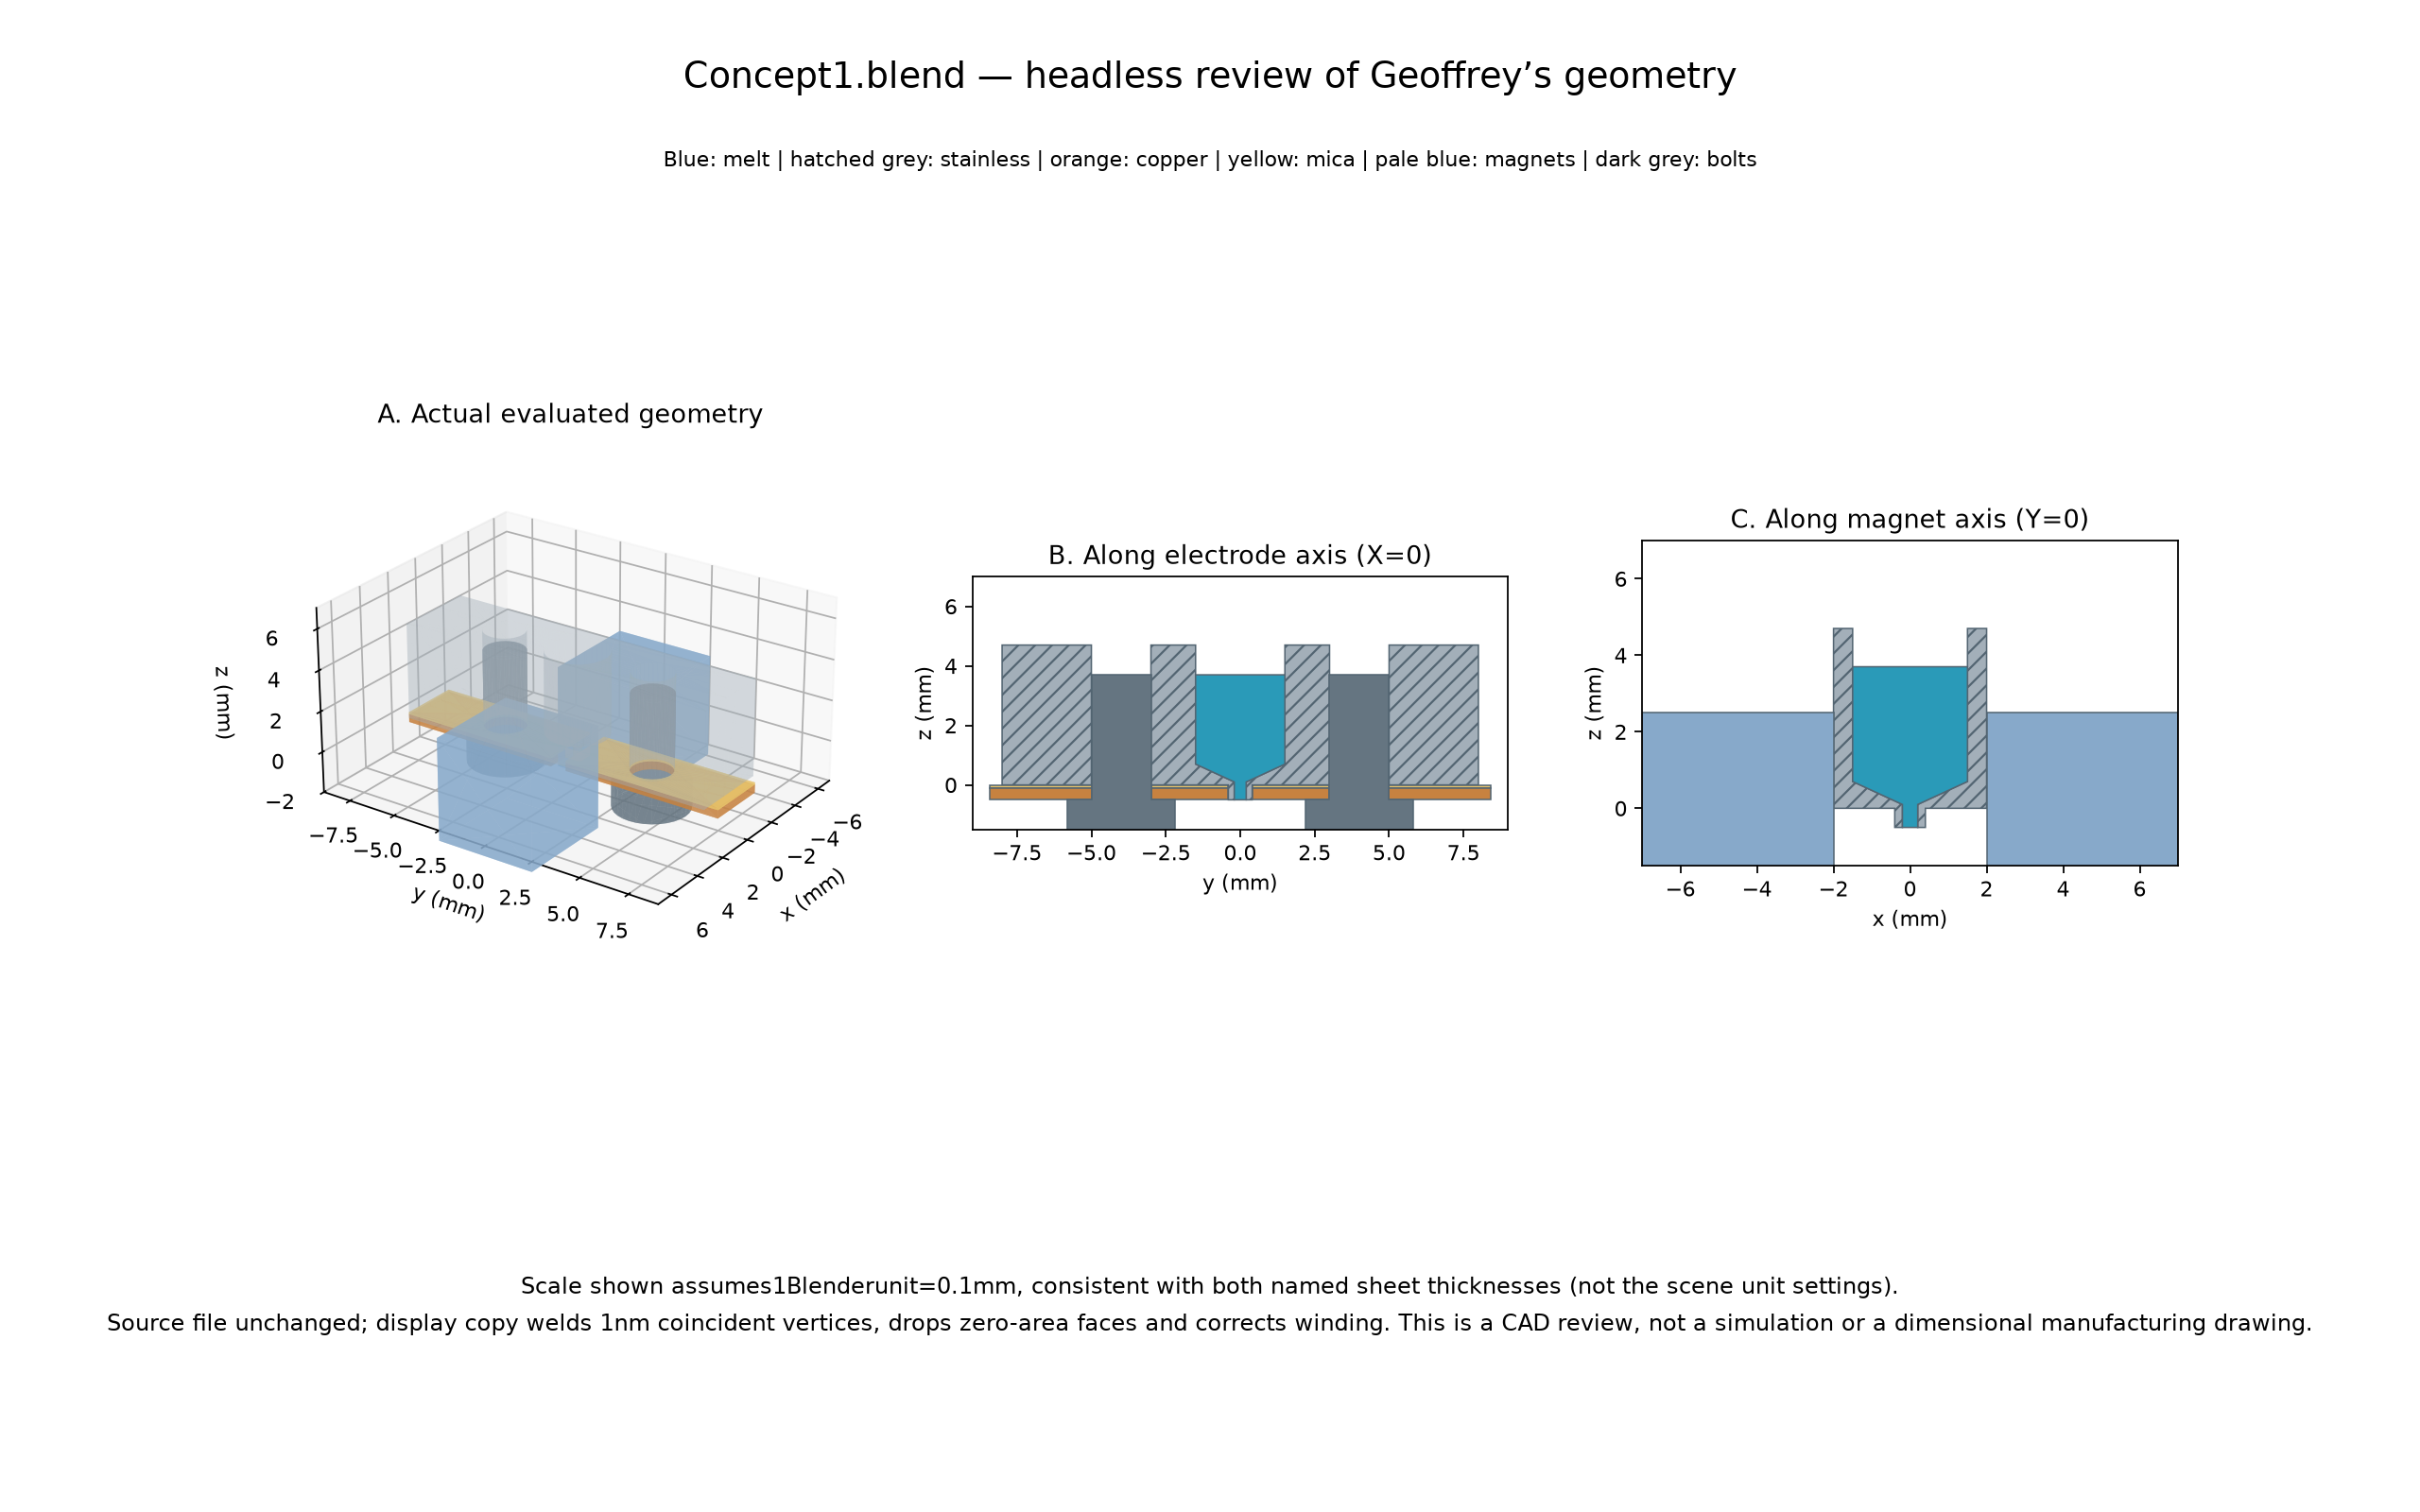 Concept1.blend — headless review of Geoffrey’s geometry
Blue: melt | hatched grey: stainless | orange: copper | yellow: mica | pale blue: magnets | dark grey: bolts
A. Actual evaluated geometry
6
4
2
0
−2
z (mm)
−7.5
−5.0
−2.5
0.0
2.5
5.0
7.5
y (mm)
−6
−4
−2
0
2
4
6
x (mm)
B. Along electrode axis (X=0)
6
4
2
0
z (mm)
−7.5 −5.0 −2.5 0.0 2.5 5.0 7.5
y (mm)
C. Along magnet axis (Y=0)
6
4
2
0
z (mm)
−6 −4 −2 0 2 4 6
x (mm)
Scale shown assumes1Blenderunit=0.1mm, consistent with both named sheet thicknesses (not the scene unit settings).
Source file unchanged; display copy welds 1nm coincident vertices, drops zero-area faces and corrects winding. This is a CAD review, not a simulation or a dimensional manufacturing drawing.